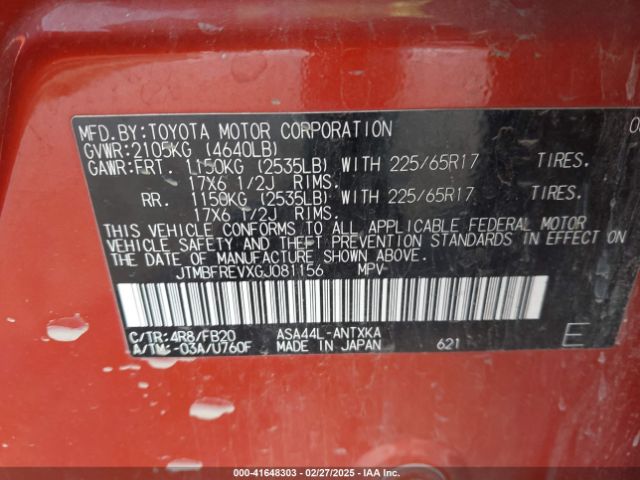 MFD.BY:TOYOTA MOTOR CORPORATION
GVWR:2105KG (4640LB)
GAWR:FRT. 1150KG (2535LB) WITH 225/65R17 TIRES.
17X6 1/2J RIMS.
RR. 1150KG (2535LB) WITH 225/65R17 TIRES.
17X6 1/2J RIMS.
THIS VEHICLE CONFORMS TO ALL APPLICABLE FEDERAL MOTOR
VEHICLE SAFETY AND THEFT PREVENTION STANDARDS IN EFFECT ON
THE DATE OF MANUFACTURE SHOWN ABOVE.
JTMBFREVXGJ081156 MPV
C/TR:4R8/FB20 ASA44L-ANTXKA
A/TM:-03A/U760F MADE IN JAPAN 621 E
000-41648303 - 02/27/2025 - IAA Inc.